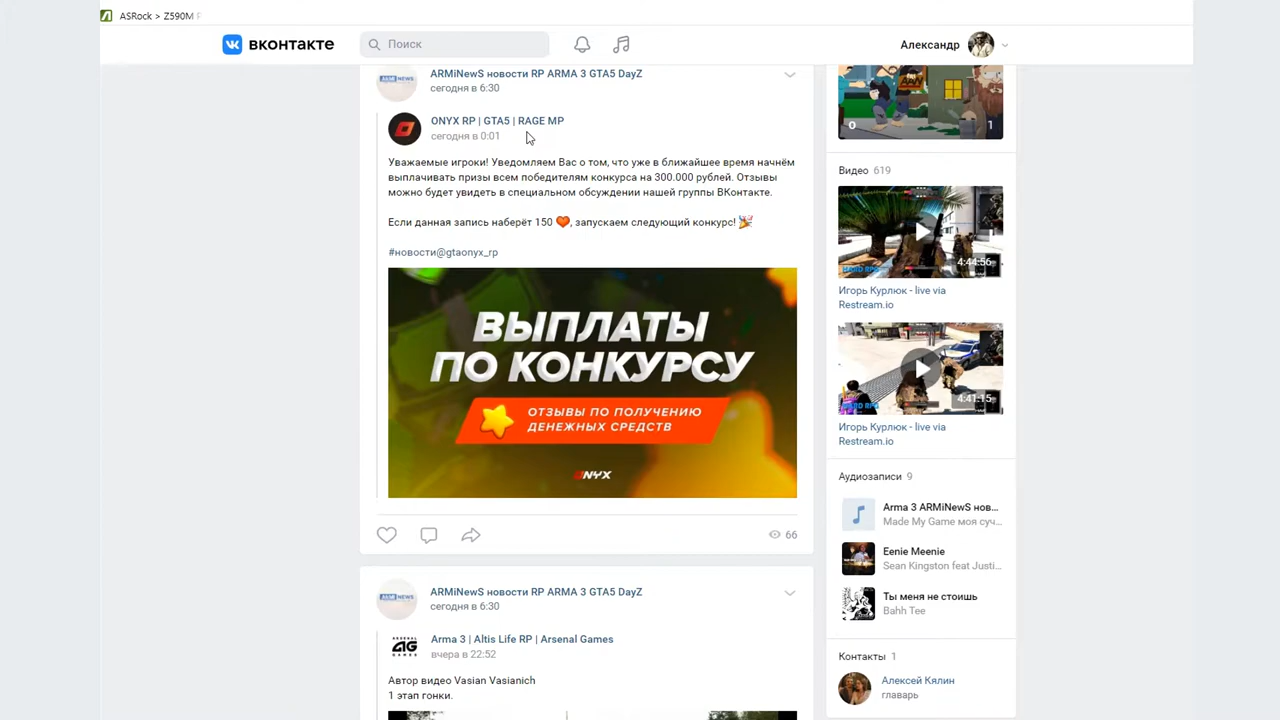 ASRock > Z590M
вконтакте
Поиск
Александр
ARMiNewS новости RP ARMA 3 GTA5 DayZ
сегодня в 6:30
ONYX RP | GTA5 | RAGE MP
сегодня в 0:01
Уважаемые игроки! Уведомляем Вас о том, что уже в ближайшее время начнём
выплачивать призы всем победителям конкурса на 300.000 рублей. Отзывы
можно будет увидеть в специальном обсуждении нашей группы ВКонтакте.
Если данная запись наберёт 150 ❤, запускаем следующий конкурс! 🎉
#новости@gtaonyx_rp
ВЫПЛАТЫ
ПО КОНКУРСУ
ОТЗЫВЫ ПО ПОЛУЧЕНИЮ
ДЕНЕЖНЫХ СРЕДСТВ
ONYX
66
ARMiNewS новости RP ARMA 3 GTA5 DayZ
сегодня в 6:30
Arma 3 | Altis Life RP | Arsenal Games
вчера в 22:52
Автор видео Vasian Vasianich
1 этап гонки.
0
1
Видео 619
4:44:56
Игорь Курлюк - live via
Restream.io
4:41:15
Игорь Курлюк - live via
Restream.io
Аудиозаписи 9
Arma 3 ARMiNewS нов...
Made My Game моя суч...
Eenie Meenie
Sean Kingston feat Justi...
Ты меня не стоишь
Bahh Tee
Контакты 1
Алексей Кялин
главарь